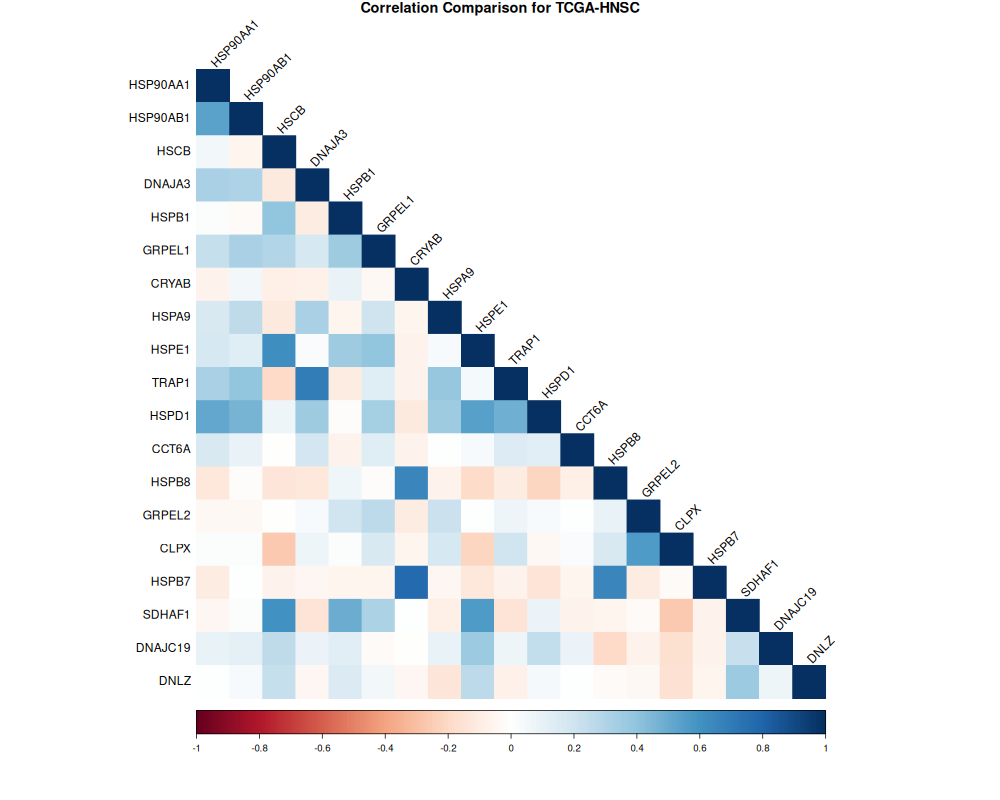 Correlation Comparison for TCGA-HNSC
HSP90AA1
HSP90AB1
HSCB
DNAJA3
HSPB1
GRPEL1
CRYAB
HSPA9
HSPE1
TRAP1
HSPD1
CCT6A
HSPB8
GRPEL2
CLPX
HSPB7
SDHAF1
DNAJC19
DNLZ
HSP90AA1
HSP90AB1
HSCB
DNAJA3
HSPB1
GRPEL1
CRYAB
HSPA9
HSPE1
TRAP1
HSPD1
CCT6A
HSPB8
GRPEL2
CLPX
HSPB7
SDHAF1
DNAJC19
DNLZ
-1 -0.8 -0.6 -0.4 -0.2 0 0.2 0.4 0.6 0.8 1